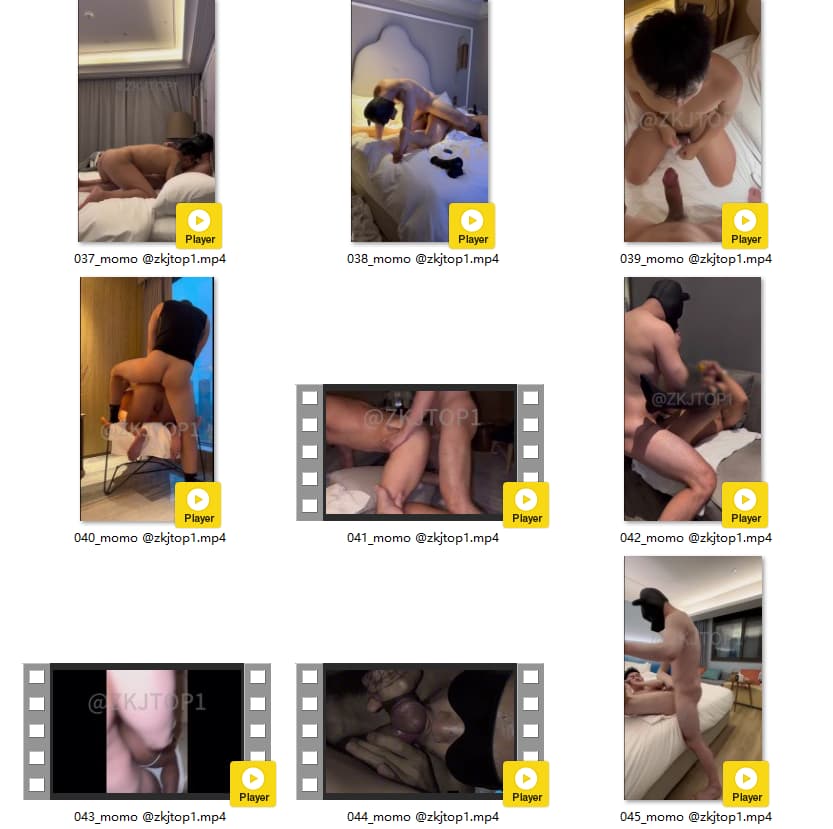 @ZKJTOP1
Player
037_momo @zkjtop1.mp4
Player
038_momo @zkjtop1.mp4
@ZKJTOP1
Player
039_momo @zkjtop1.mp4
@ZKJTOP1
Player
040_momo @zkjtop1.mp4
@ZKJTOP1
Player
041_momo @zkjtop1.mp4
@ZKJTOP1
Player
042_momo @zkjtop1.mp4
@ZKJTOP1
Player
043_momo @zkjtop1.mp4
Player
044_momo @zkjtop1.mp4
Player
045_momo @zkjtop1.mp4